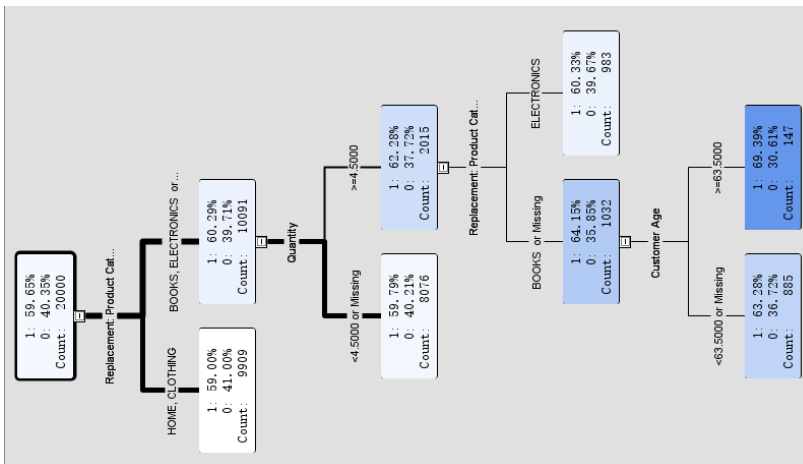 1: 59.65%
0: 40.35%
Count: 20000
Replacement: Product Cat...
HOME, CLOTHING
BOOKS, ELECTRONICS or...
1: 59.00%
0: 41.00%
Count: 9909
1: 60.29%
0: 39.71%
Count: 10091
Quantity
<4.5000 or Missing
>=4.5000
1: 59.79%
0: 40.21%
Count: 8076
1: 62.28%
0: 37.72%
Count: 2015
Replacement: Product Cat...
BOOKS or Missing
ELECTRONICS
1: 64.15%
0: 35.85%
Count: 1032
1: 60.33%
0: 39.67%
Count: 983
Customer Age
<63.5000 or Missing
>=63.5000
1: 63.28%
0: 36.72%
Count: 885
1: 69.39%
0: 30.61%
Count: 147